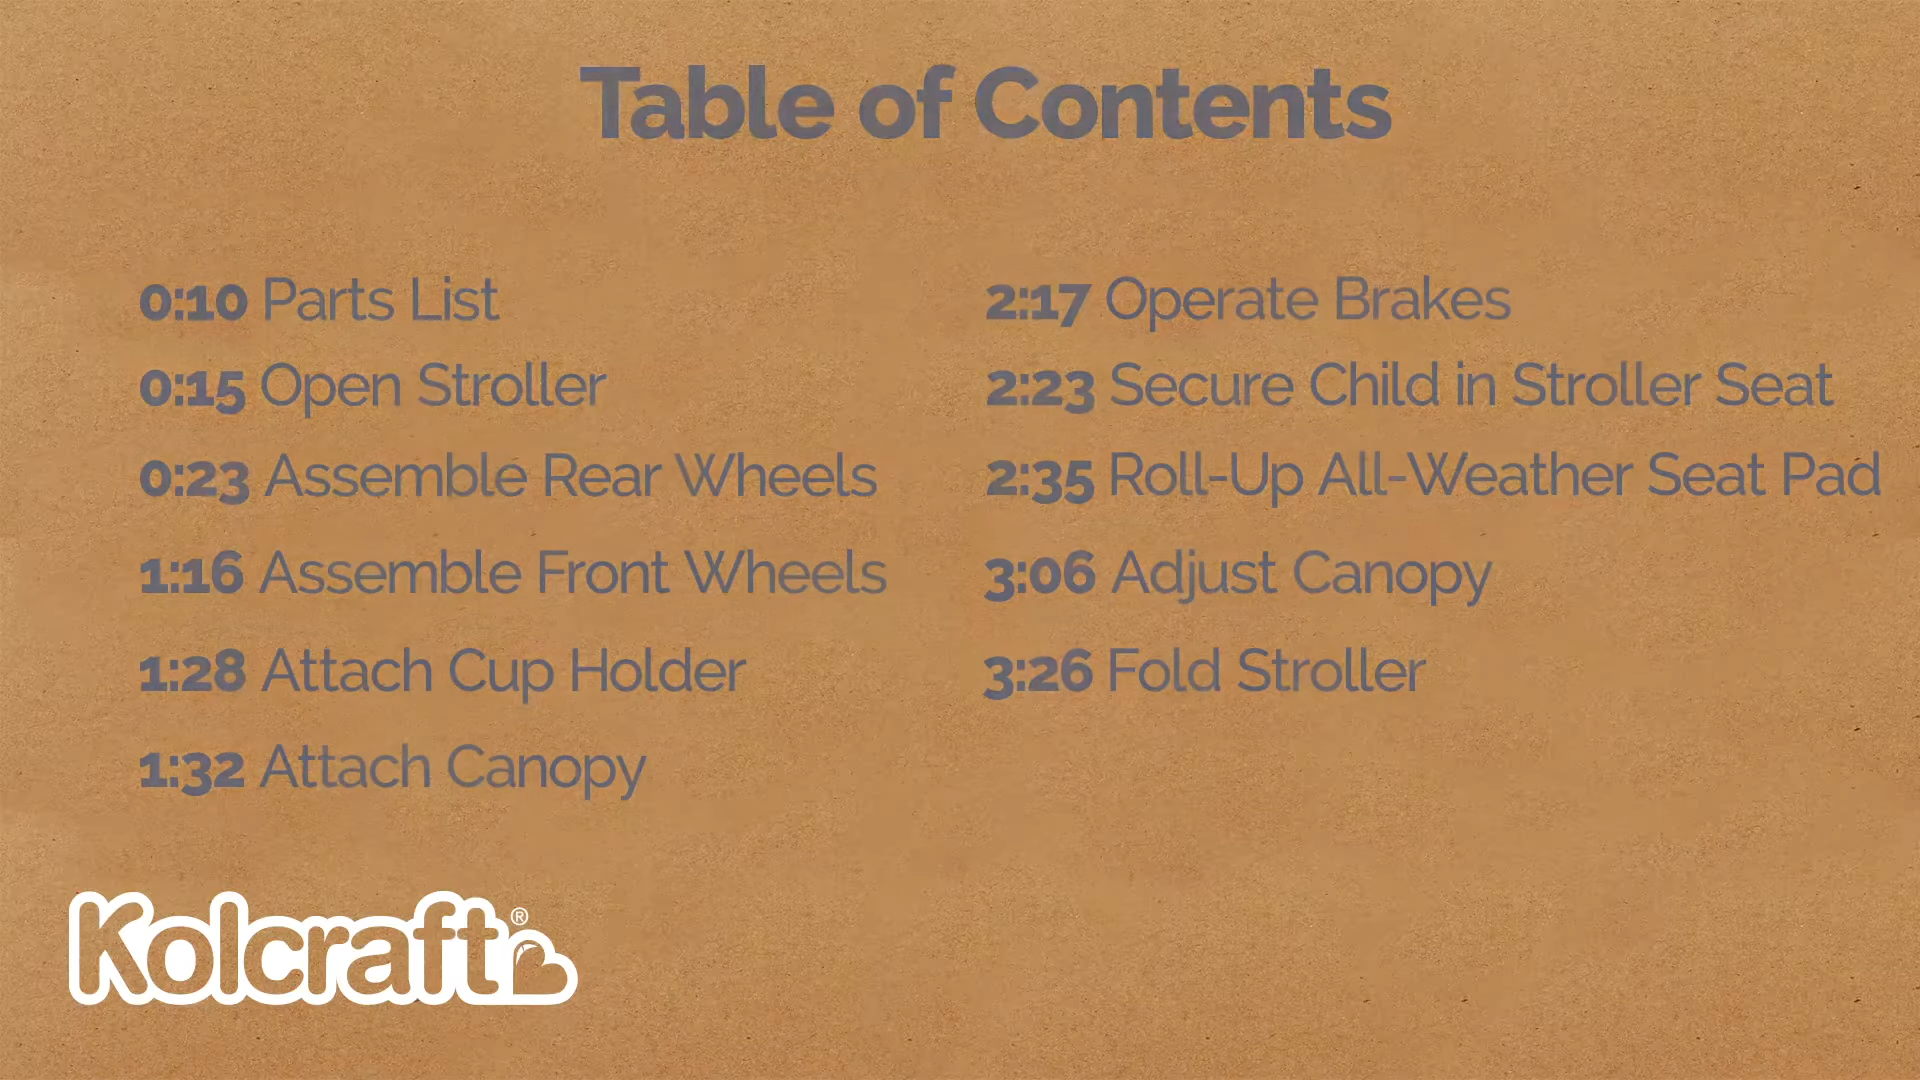 Table of Contents
0:10 Parts List
0:15 Open Stroller
0:23 Assemble Rear Wheels
1:16 Assemble Front Wheels
1:28 Attach Cup Holder
1:32 Attach Canopy
2:17 Operate Brakes
2:23 Secure Child in Stroller Seat
2:35 Roll-Up All-Weather Seat Pad
3:06 Adjust Canopy
3:26 Fold Stroller
Kolcraft®